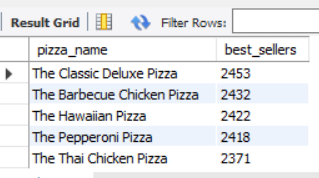 Result Grid Filter Rows:
pizza_name best_sellers
The Classic Deluxe Pizza 2453
The Barbecue Chicken Pizza 2432
The Hawaiian Pizza 2422
The Pepperoni Pizza 2418
The Thai Chicken Pizza 2371